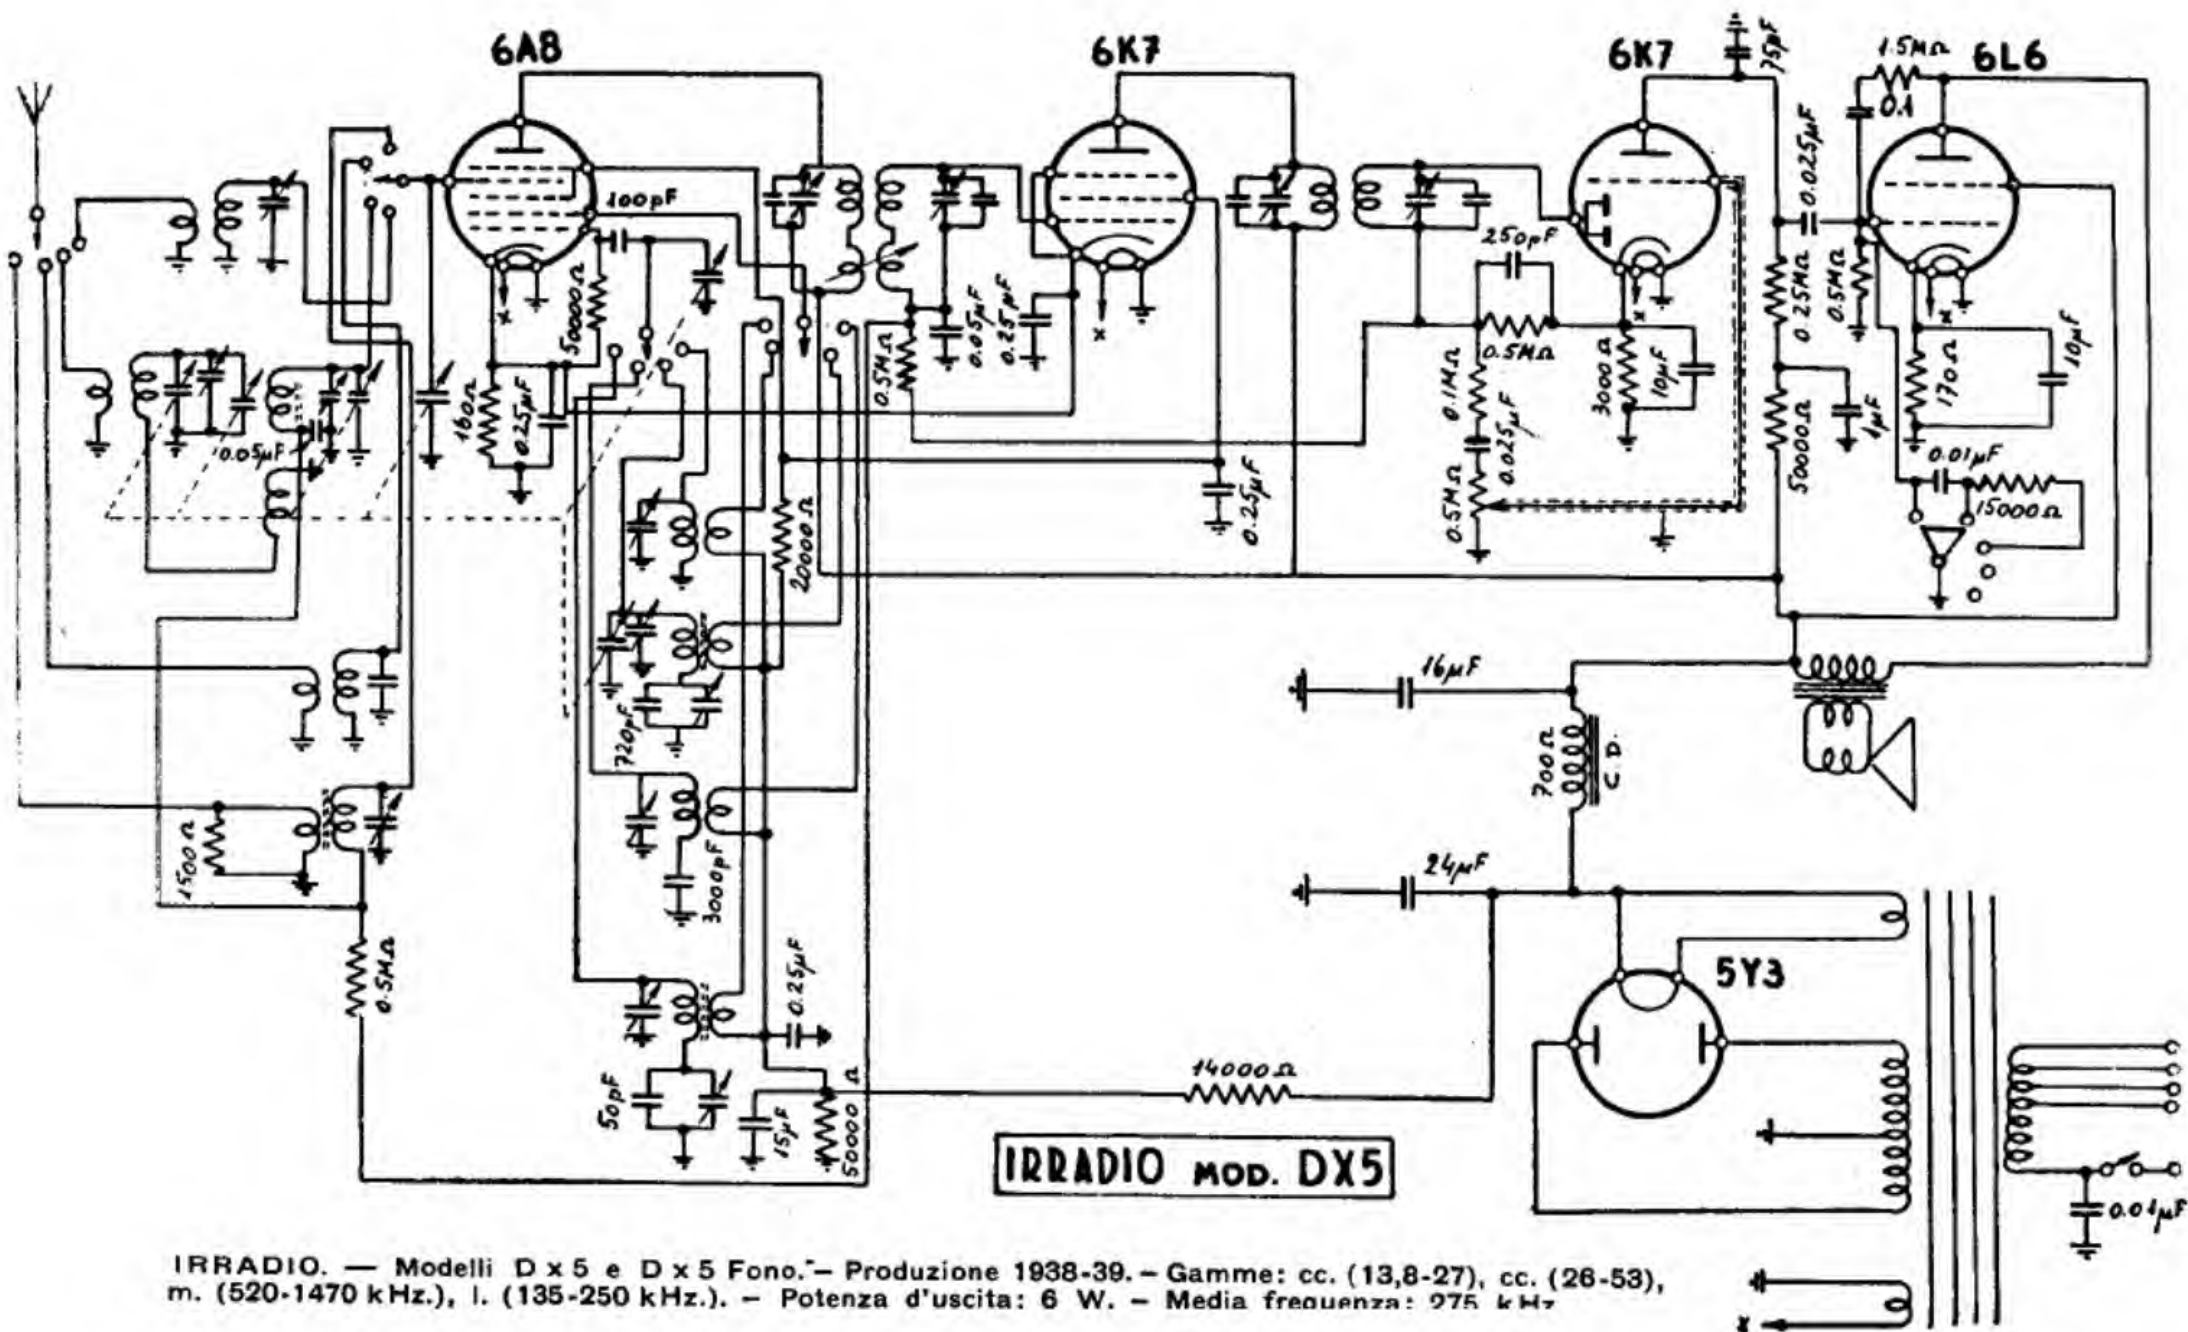 6A8
6K7
6K7
6L6
75pF
1.5MΩ
0.1
0.025µF
100pF
50000Ω
250pF
0.25MΩ
0.5MΩ
0.05µF
0.25µF
0.5MΩ
0.5MΩ
0.1MΩ
3000Ω
10µF
170Ω
10µF
160Ω
0.25µF
0.05µF
0.025µF
0.5MΩ
50000Ω
1µF
0.01µF
15000Ω
0.25µF
20000Ω
16µF
720pF
700Ω
C.D.
1500Ω
3000pF
24µF
0.5MΩ
0.25µF
5Y3
14000Ω
50pF
15µF
50000Ω
IRRADIO MOD. DX5
0.01µF
x
x
x
x
x
IRRADIO. — Modelli D x 5 e D x 5 Fono. — Produzione 1938-39. – Gamme: cc. (13,8-27), cc. (26-53),
m. (520-1470 kHz.), l. (135-250 kHz.). – Potenza d'uscita: 6 W. – Media frequenza: 275 kHz